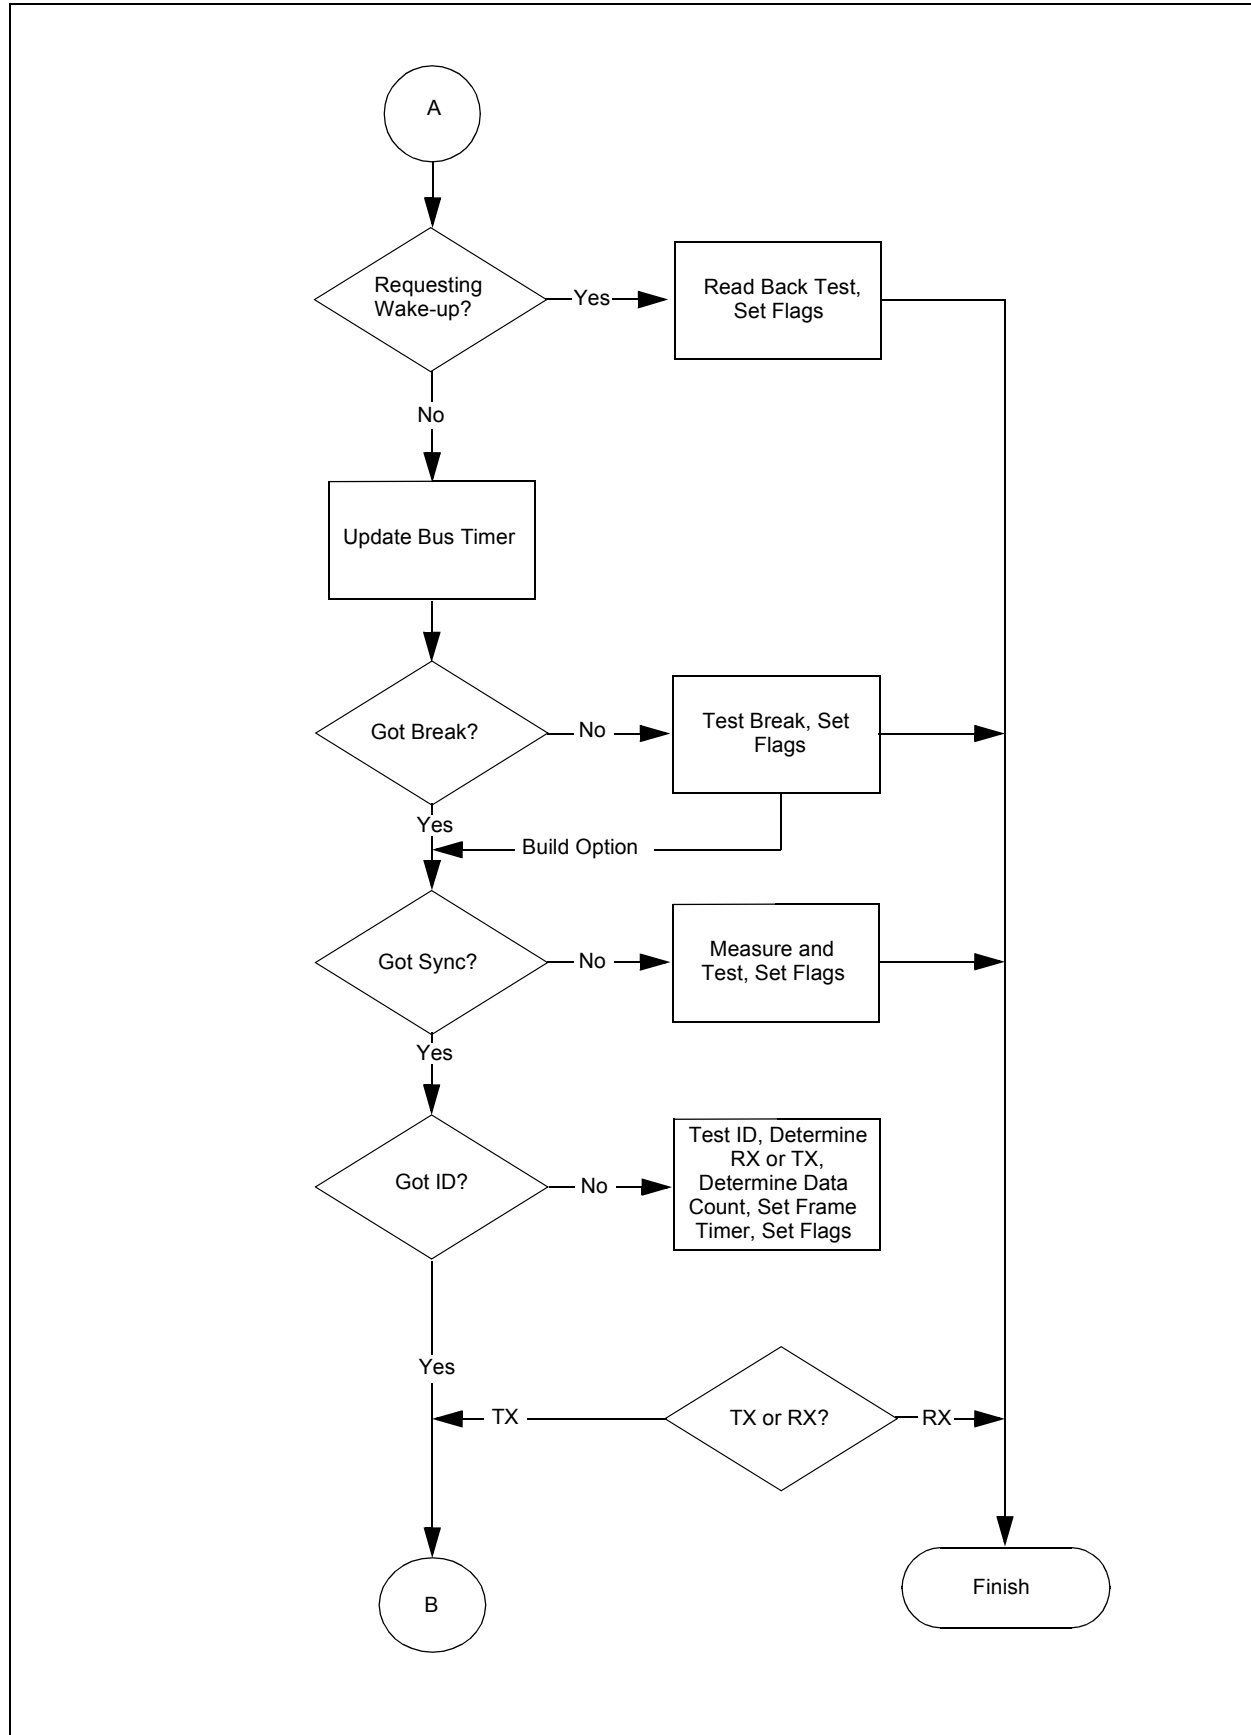 A
Requesting
Wake-up?
Yes
Read Back Test,
Set Flags
No
Update Bus Timer
Got Break?
No
Test Break, Set
Flags
Yes
Build Option
Got Sync?
No
Measure and
Test, Set Flags
Yes
Got ID?
No
Test ID, Determine
RX or TX,
Determine Data
Count, Set Frame
Timer, Set Flags
Yes
TX
TX or RX?
RX
B
Finish